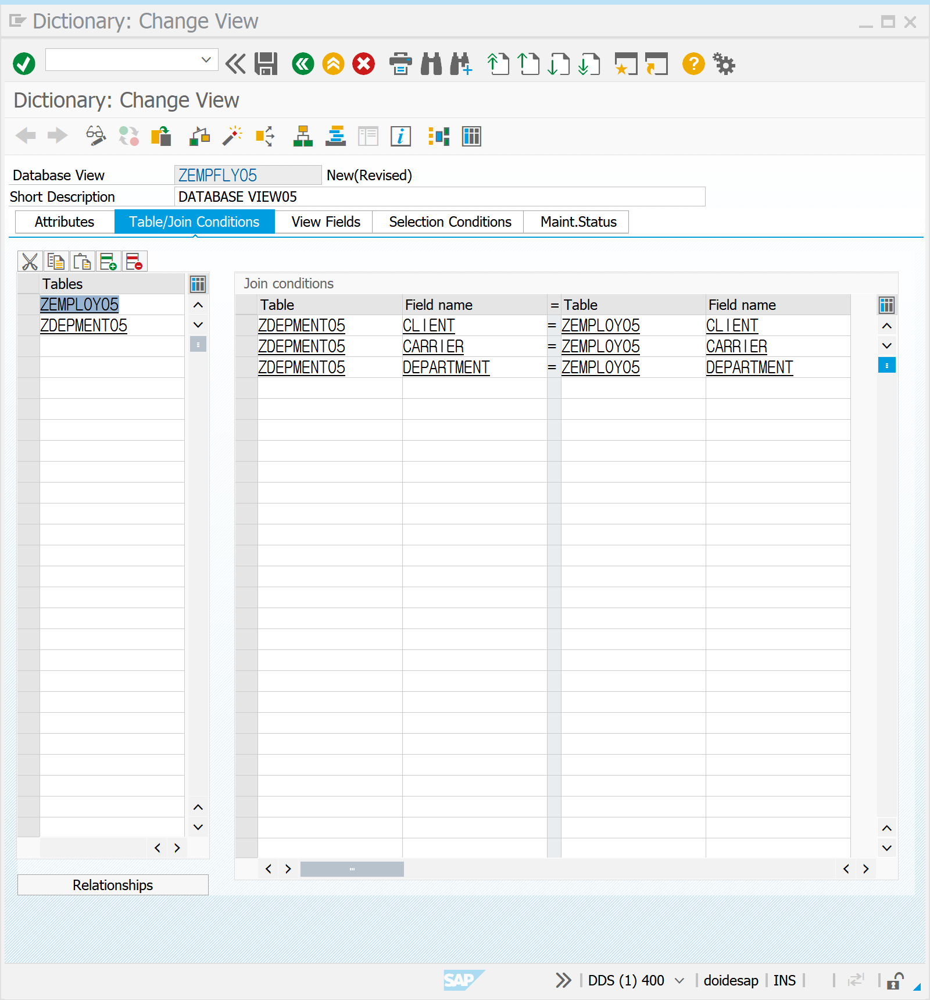 Dictionary: Change View
Dictionary: Change View
Database View ZEMPFLY05 New(Revised)
Short Description DATABASE VIEW05
Attributes Table/Join Conditions View Fields Selection Conditions Maint.Status
Tables
ZEMPLOY05
ZDEPMENT05
Relationships
Join conditions
Table Field name = Table Field name
ZDEPMENT05 CLIENT = ZEMPLOY05 CLIENT
ZDEPMENT05 CARRIER = ZEMPLOY05 CARRIER
ZDEPMENT05 DEPARTMENT = ZEMPLOY05 DEPARTMENT
SAP DDS (1) 400 doidesap INS